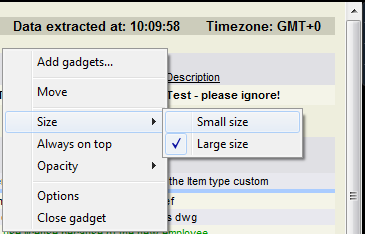 Data extracted at: 10:09:58 Timezone: GMT+0
Add gadgets...
Description
Move
Test - please ignore!
Size
Small size
Always on top
Large size
Opacity
the Item type custom
Options
ef
Close gadget
s dwg